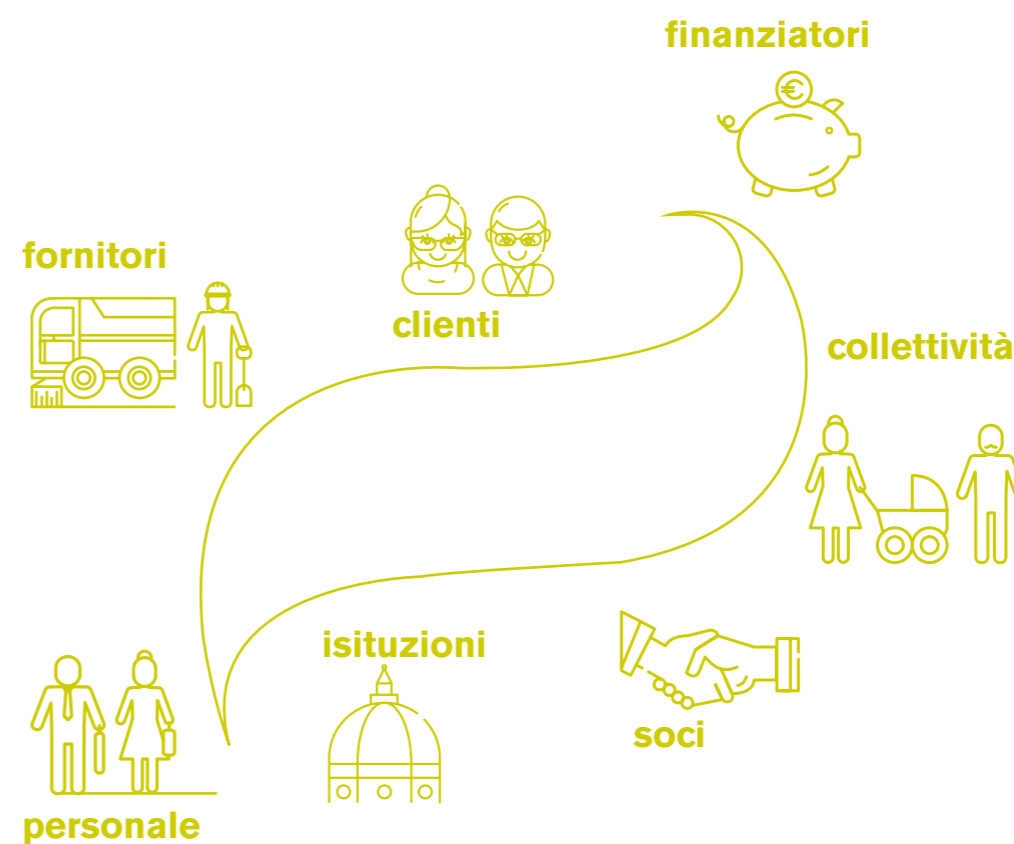 finanziatori
fornitori
clienti
collettività
isituzioni
soci
personale
€